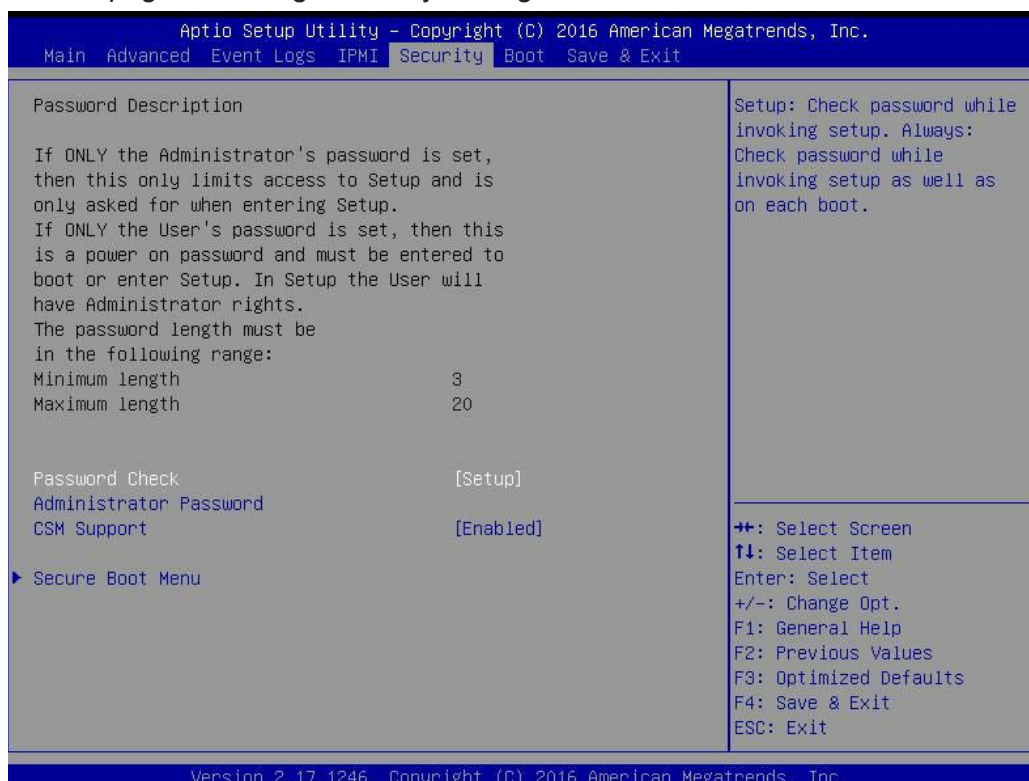 Aptio Setup Utility – Copyright (C) 2016 American Megatrends, Inc.
Main Advanced Event Logs IPMI Security Boot Save & Exit
Password Description
If ONLY the Administrator's password is set,
then this only limits access to Setup and is
only asked for when entering Setup.
If ONLY the User's password is set, then this
is a power on password and must be entered to
boot or enter Setup. In Setup the User will
have Administrator rights.
The password length must be
in the following range:
Minimum length 3
Maximum length 20
Password Check [Setup]
Administrator Password
CSM Support [Enabled]
▶ Secure Boot Menu
Setup: Check password while
invoking setup. Always:
Check password while
invoking setup as well as
on each boot.
→←: Select Screen
↑↓: Select Item
Enter: Select
+/-: Change Opt.
F1: General Help
F2: Previous Values
F3: Optimized Defaults
F4: Save & Exit
ESC: Exit
Version 2.17.1246. Copyright (C) 2016 American Megatrends, Inc.